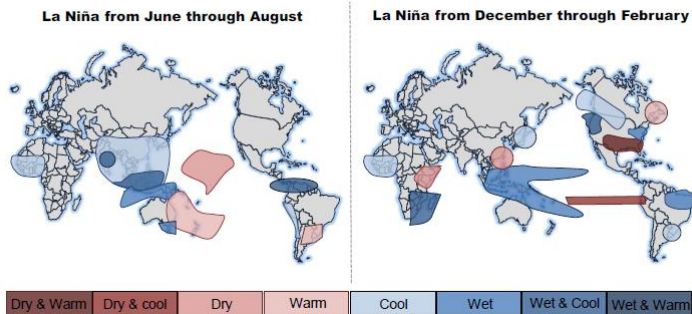 La Niña from June through August
La Niña from December through February
Dry & Warm
Dry & cool
Dry
Warm
Cool
Wet
Wet & Cool
Wet & Warm